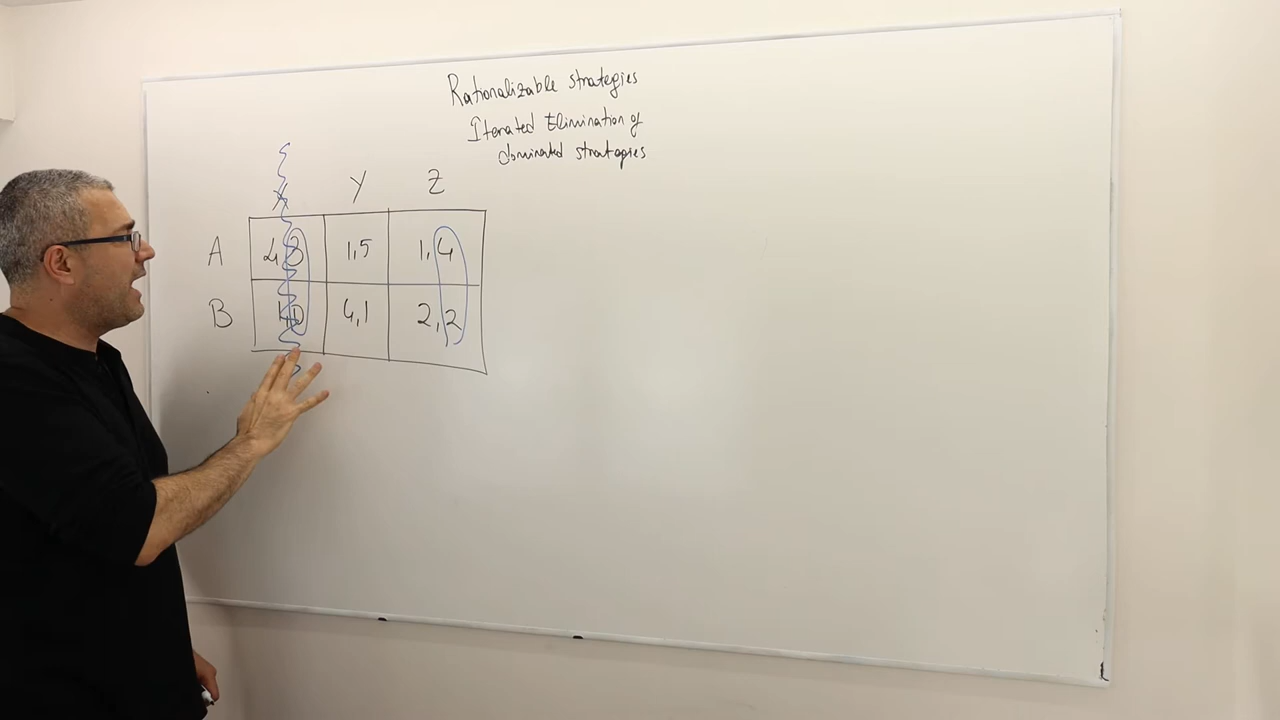 Rationalizable strategies
Iterated Elimination of
dominated strategies
X Y Z
A 1,5 1,4
B 4,1 2,2